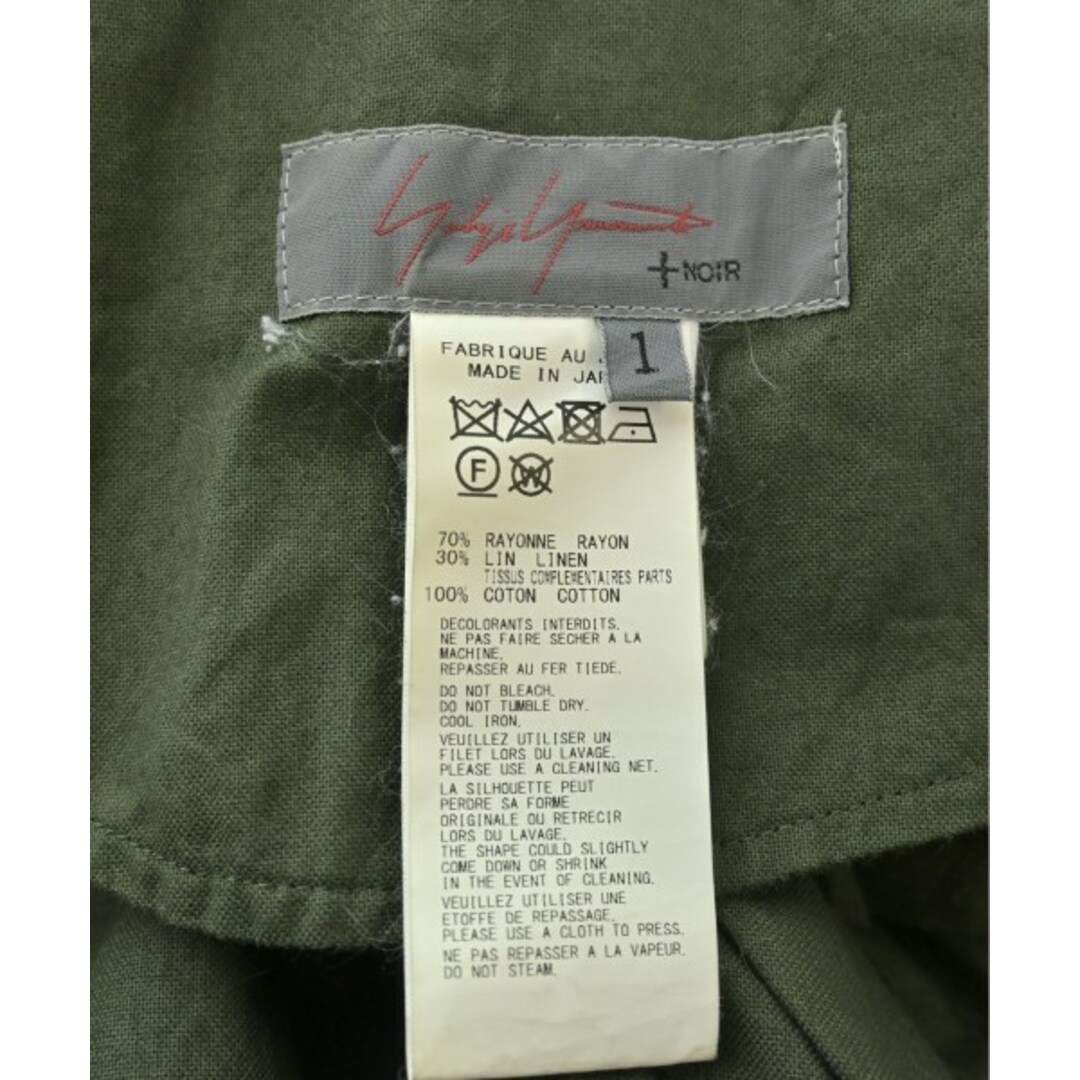 Yohji Yamamoto
+NOIR
1
FABRIQUE AU
MADE IN
F W
70% RAYONNE RAYON
30% LIN LINEN
TISSUS COMPLEMENTAIRES PARTS
100% COTON COTTON
DECOLORANTS INTERDITS.
NE PAS FAIRE SECHER A LA
MACHINE.
REPASSER AU FER TIEDE.
DO NOT BLEACH.
DO NOT TUMBLE DRY.
COOL IRON.
VEUILLEZ UTILISER UN
FILET LORS DU LAVAGE.
PLEASE USE A CLEANING NET.
LA SILHOUETTE PEUT
PERDRE SA FORME
ORIGINALE OU RETRECIR
LORS DU LAVAGE.
THE SHAPE COULD SLIGHTLY
COME DOWN OR SHRINK
IN THE EVENT OF CLEANING.
VEUILLEZ UTILISER UNE
ETOFFE DE REPASSAGE.
PLEASE USE A CLOTH TO PRESS.
NE PAS REPASSER A LA VAPEUR.
DO NOT STEAM.